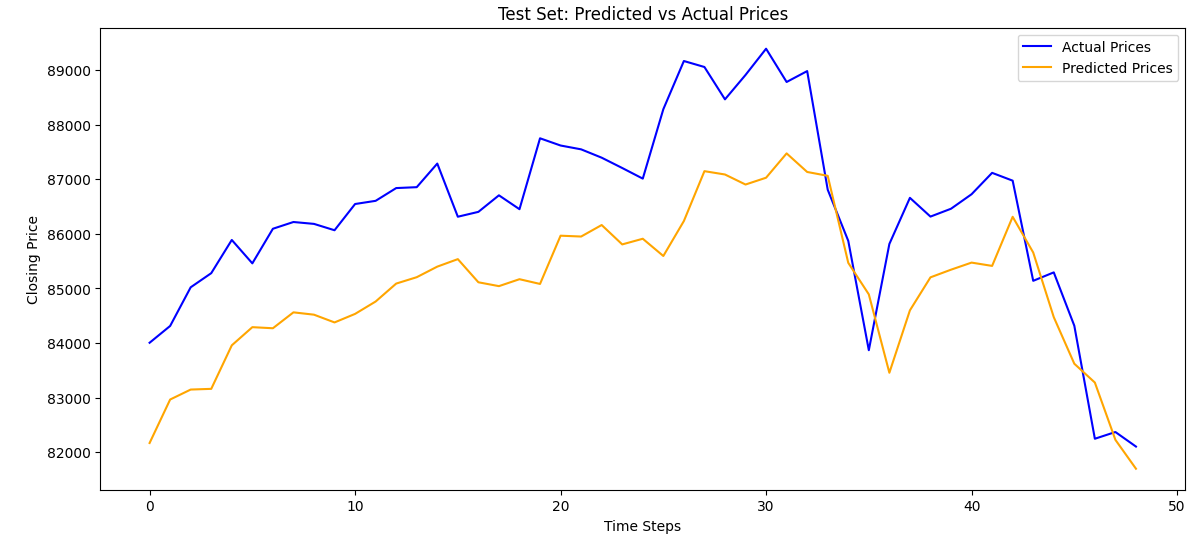 Test Set: Predicted vs Actual Prices
Actual Prices
Predicted Prices
Closing Price
89000
88000
87000
86000
85000
84000
83000
82000
0 10 20 30 40 50
Time Steps